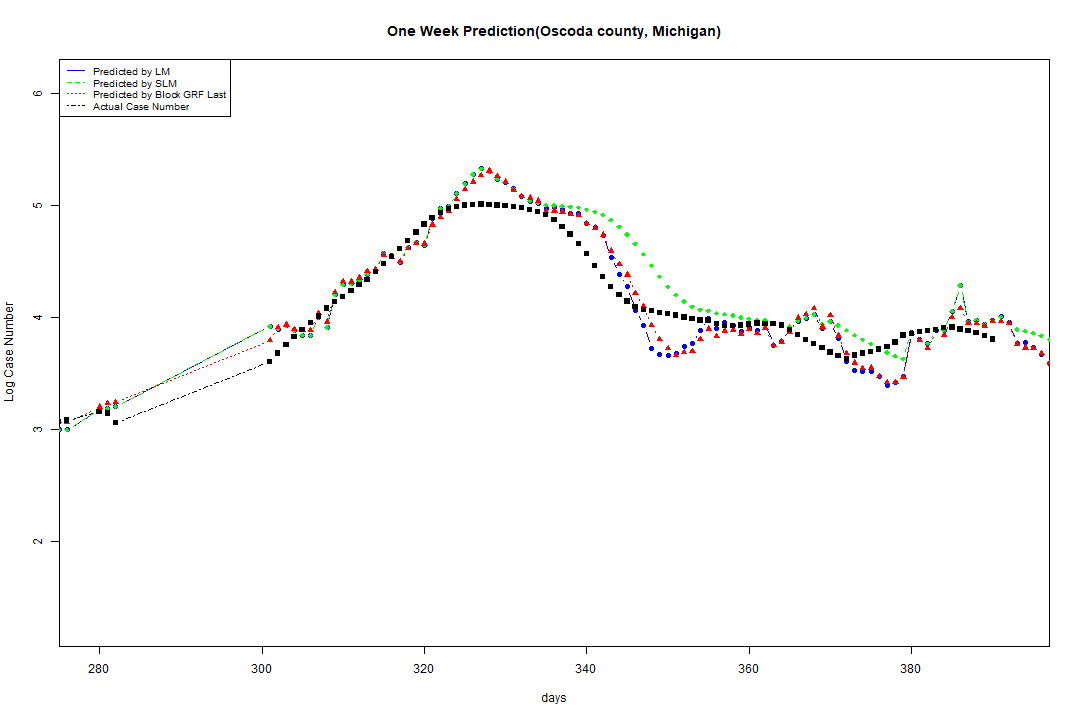 One Week Prediction(Oscoda county, Michigan)
Predicted by LM
Predicted by SLM
Predicted by Block GRF Last
Actual Case Number
6
5
4
3
2
Log Case Number
280 300 320 340 360 380
days